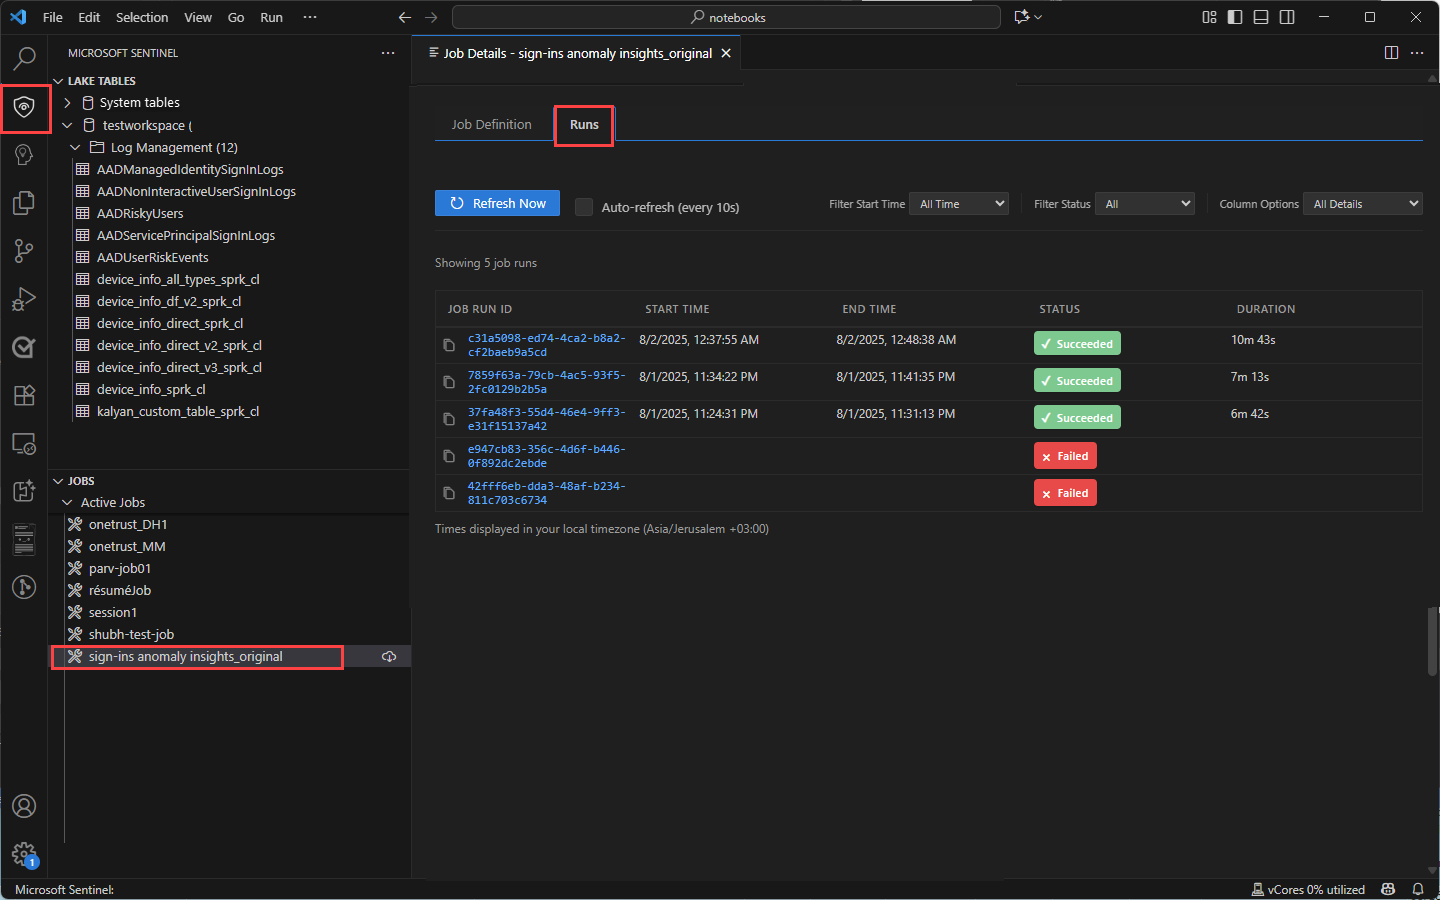 File Edit Selection View Go Run ...
notebooks
MICROSOFT SENTINEL
LAKE TABLES
System tables
testworkspace (
Log Management (12)
AADManagedIdentitySignInLogs
AADNonInteractiveUserSignInLogs
AADRiskyUsers
AADServicePrincipalSignInLogs
AADUserRiskEvents
device_info_all_types_sprk_cl
device_info_df_v2_sprk_cl
device_info_direct_sprk_cl
device_info_direct_v2_sprk_cl
device_info_direct_v3_sprk_cl
device_info_sprk_cl
kalyan_custom_table_sprk_cl
JOBS
Active Jobs
onetrust_DH1
onetrust_MM
parv-job01
résuméJob
session1
shubh-test-job
sign-ins anomaly insights_original
Job Details - sign-ins anomaly insights_original
Job Definition Runs
Refresh Now Auto-refresh (every 10s) Filter Start Time All Time Filter Status All Column Options All Details
Showing 5 job runs
JOB RUN ID START TIME END TIME STATUS DURATION
c31a5098-ed74-4ca2-b8a2- 8/2/2025, 12:37:55 AM 8/2/2025, 12:48:38 AM Succeeded 10m 43s
cf2baeb9a5cd
7859f63a-79cb-4ac5-93f5- 8/1/2025, 11:34:22 PM 8/1/2025, 11:41:35 PM Succeeded 7m 13s
2fc0129b2b5a
37fa48f3-55d4-46e4-9ff3- 8/1/2025, 11:24:31 PM 8/1/2025, 11:31:13 PM Succeeded 6m 42s
e31f15137a42
e947cb83-356c-4d6f-b446- Failed
0f892dc2ebde
42fff6eb-dda3-48af-b234- Failed
811c703c6734
Times displayed in your local timezone (Asia/Jerusalem +03:00)
1
Microsoft Sentinel: vCores 0% utilized